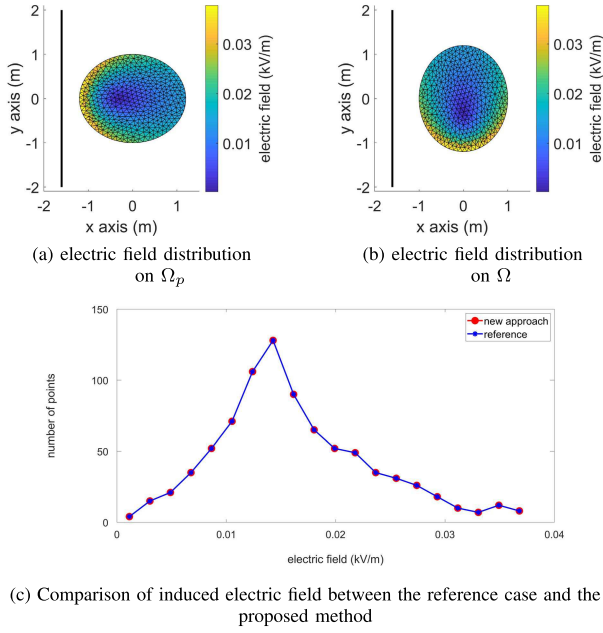 2
1
0
-1
-2
y axis (m)
-2 -1 0 1
x axis (m)
0.03
0.02
0.01
electric field (kV/m)
(a) electric field distribution
on Ωp
2
1
0
-1
-2
y axis (m)
-2 -1 0 1
x axis (m)
0.03
0.02
0.01
electric field (kV/m)
(b) electric field distribution
on Ω
150
100
50
0
number of points
new approach
reference
0 0.01 0.02 0.03 0.04
electric field (kV/m)
(c) Comparison of induced electric field between the reference case and the
proposed method